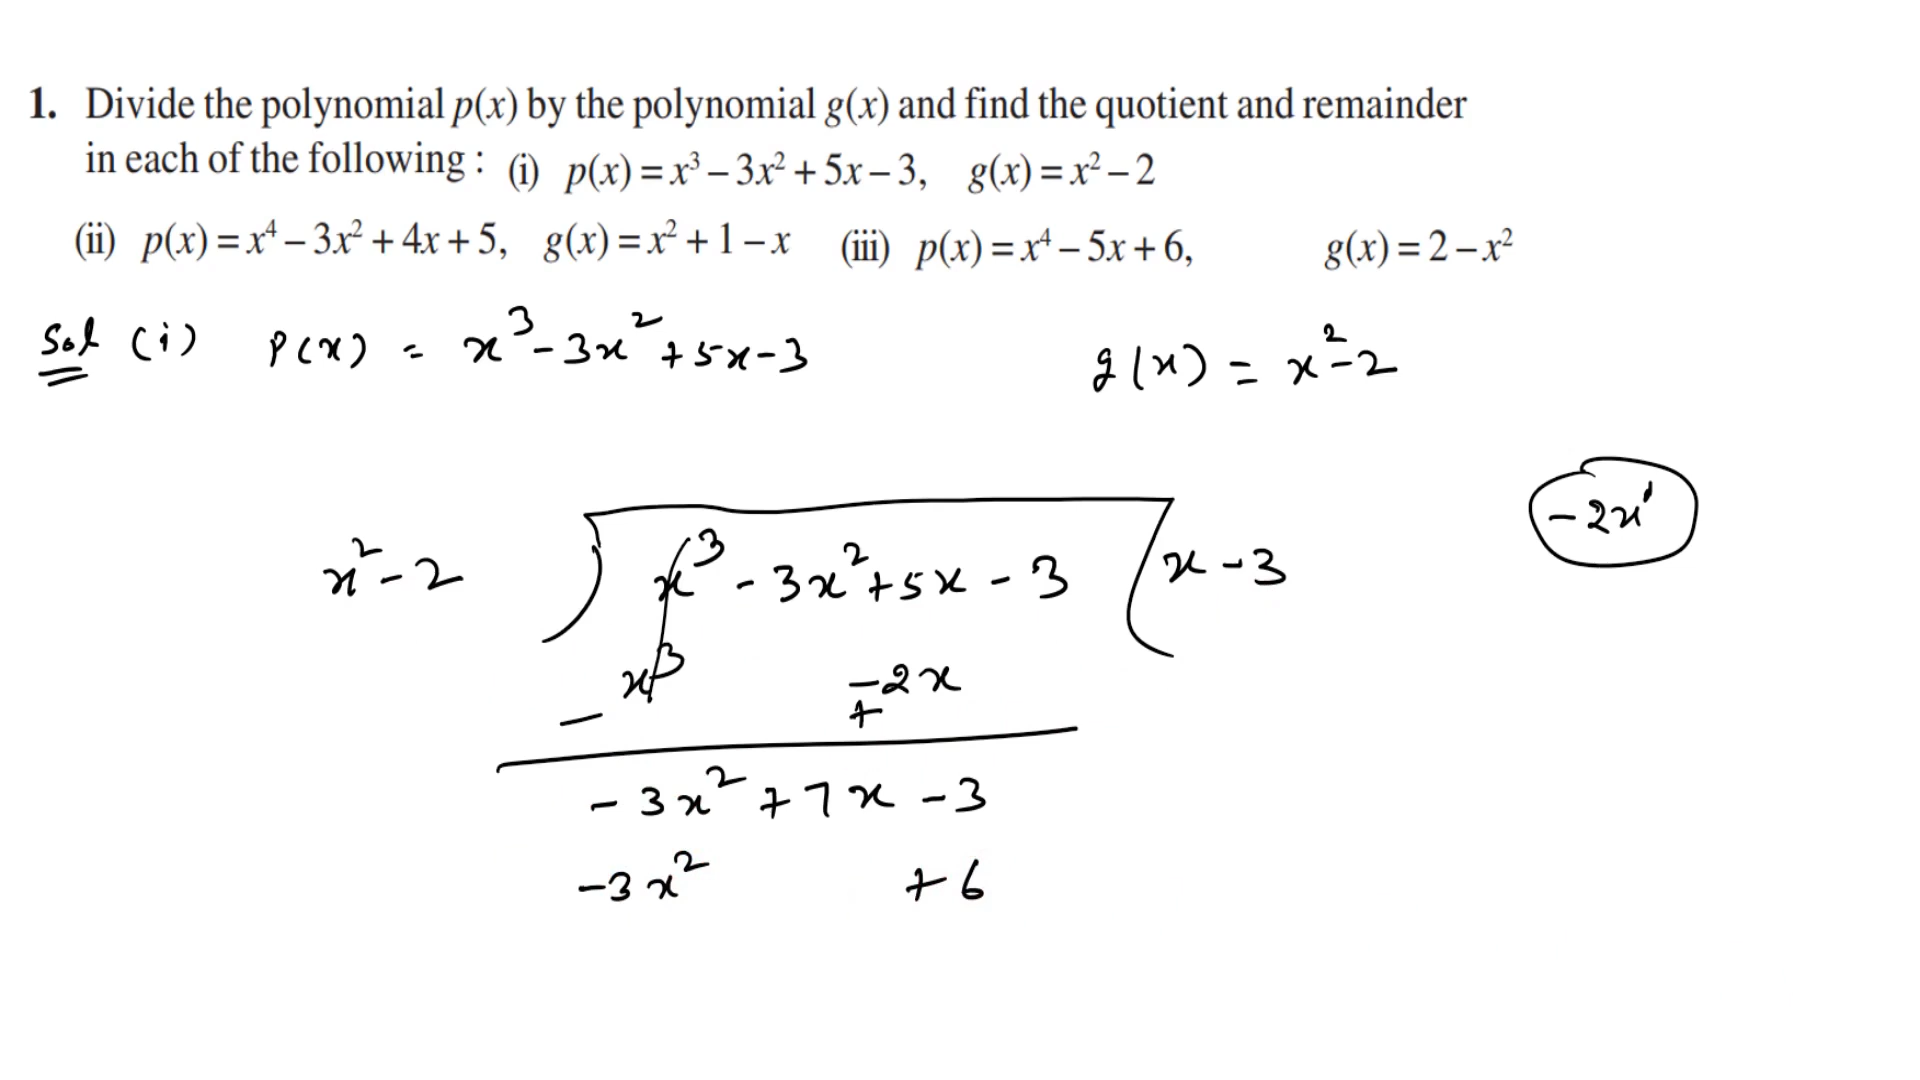 1. Divide the polynomial p(x) by the polynomial g(x) and find the quotient and remainder
in each of the following : (i) p(x) = x³ – 3x² + 5x – 3, g(x) = x² – 2
(ii) p(x) = x⁴ – 3x² + 4x + 5, g(x) = x² + 1 – x (iii) p(x) = x⁴ – 5x + 6, g(x) = 2 – x²
Sol (i) P(x) = x³ - 3x² + 5x - 3 g(x) = x² - 2
-2x¹
x² - 2 ) x³ - 3x² + 5x - 3 ( x - 3
x³ -2x
- +
-3x² + 7x - 3
-3x² + 6